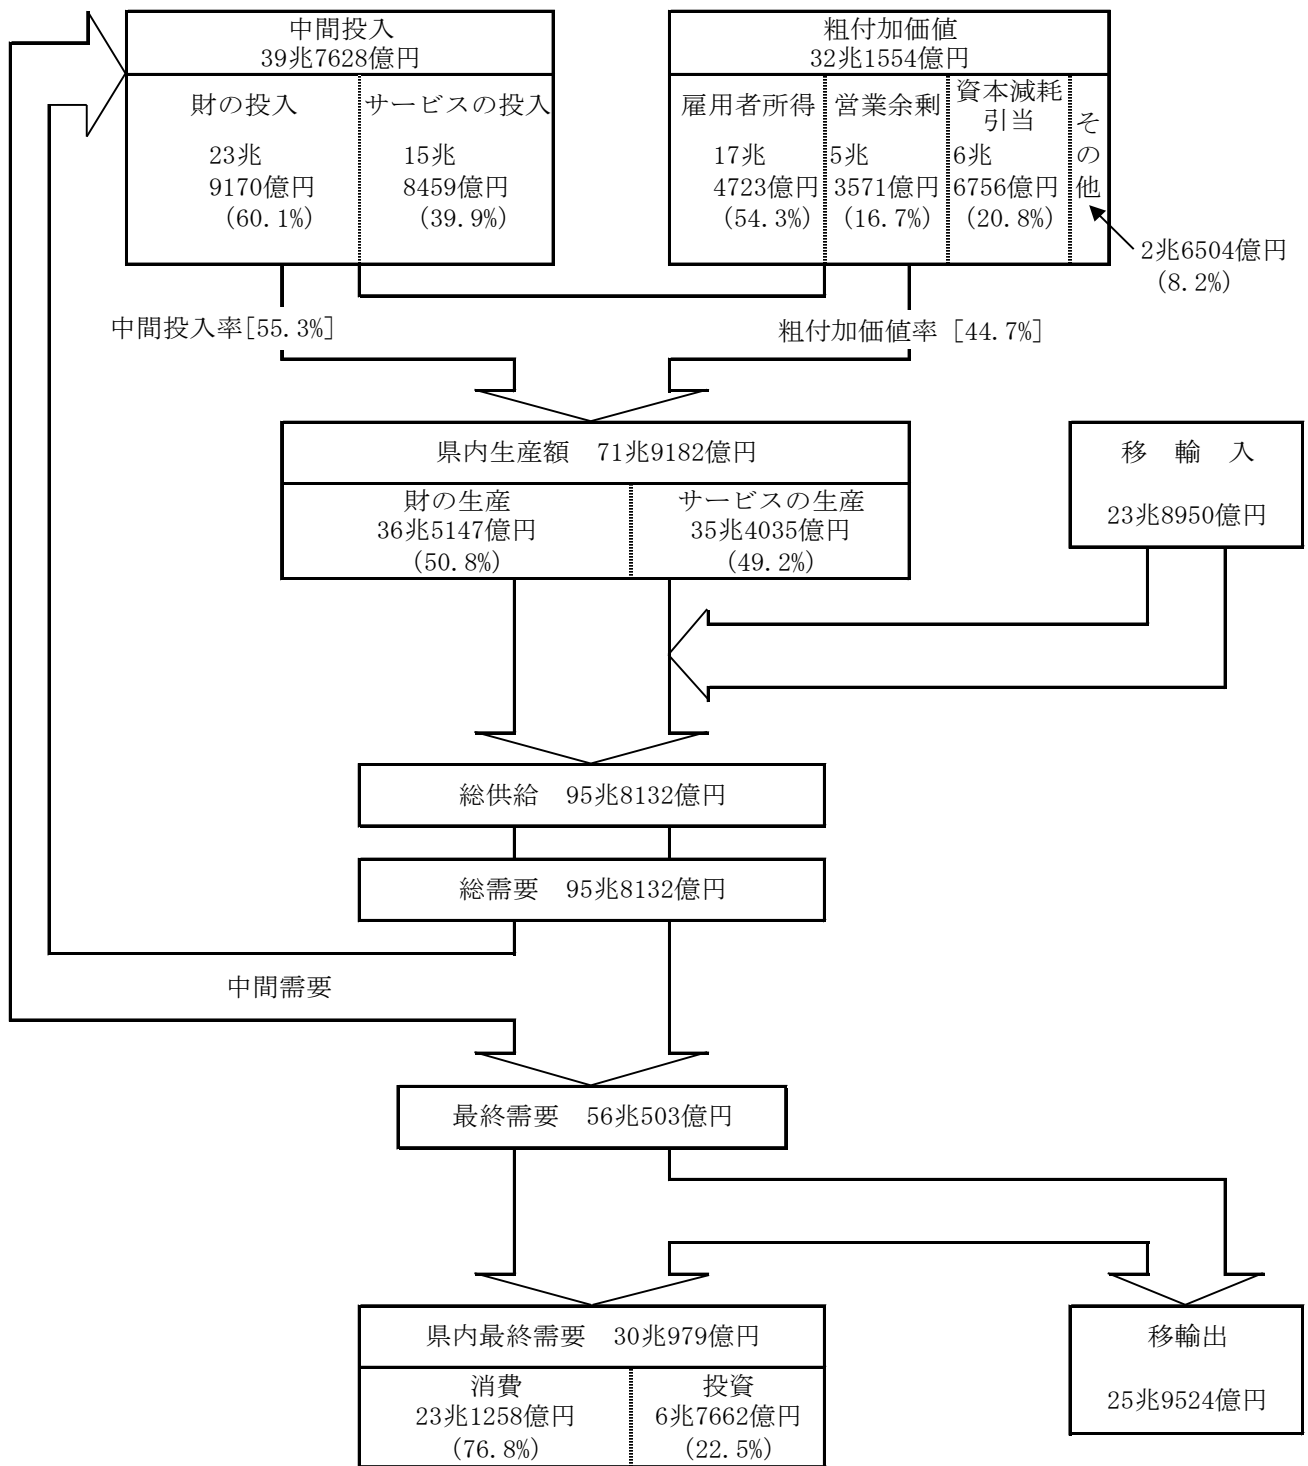 中間投入
39兆7628億円
財の投入
23兆
9170億円
(60.1%)
サービスの投入
15兆
8459億円
(39.9%)
粗付加価値
32兆1554億円
雇用者所得
17兆
4723億円
(54.3%)
営業余剰
5兆
3571億円
(16.7%)
資本減耗
引当
6兆
6756億円
(20.8%)
その他
2兆6504億円
(8.2%)
中間投入率[55.3%]
粗付加価値率 [44.7%]
県内生産額　71兆9182億円
財の生産
36兆5147億円
(50.8%)
サービスの生産
35兆4035億円
(49.2%)
移　輸　入
23兆8950億円
総供給　95兆8132億円
総需要　95兆8132億円
中間需要
最終需要　56兆503億円
県内最終需要　30兆979億円
消費
23兆1258億円
(76.8%)
投資
6兆7662億円
(22.5%)
移輸出
25兆9524億円